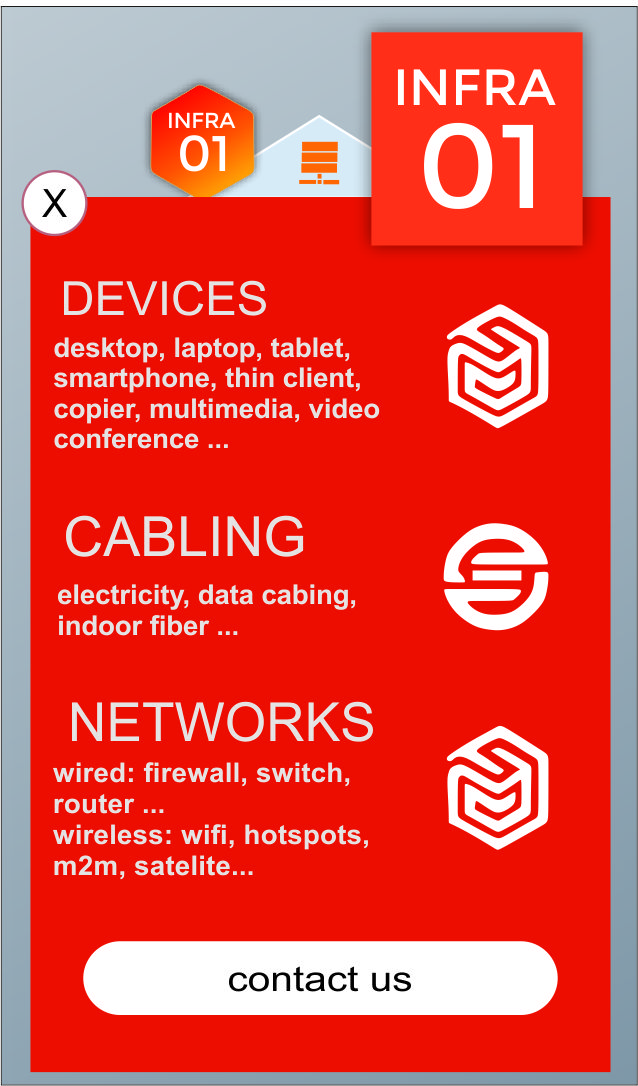 INFRA
01
INFRA
01
X
DEVICES
desktop, laptop, tablet,
smartphone, thin client,
copier, multimedia, video
conference ...
CABLING
electricity, data cabing,
indoor fiber ...
NETWORKS
wired: firewall, switch,
router ...
wireless: wifi, hotspots,
m2m, satelite...
contact us